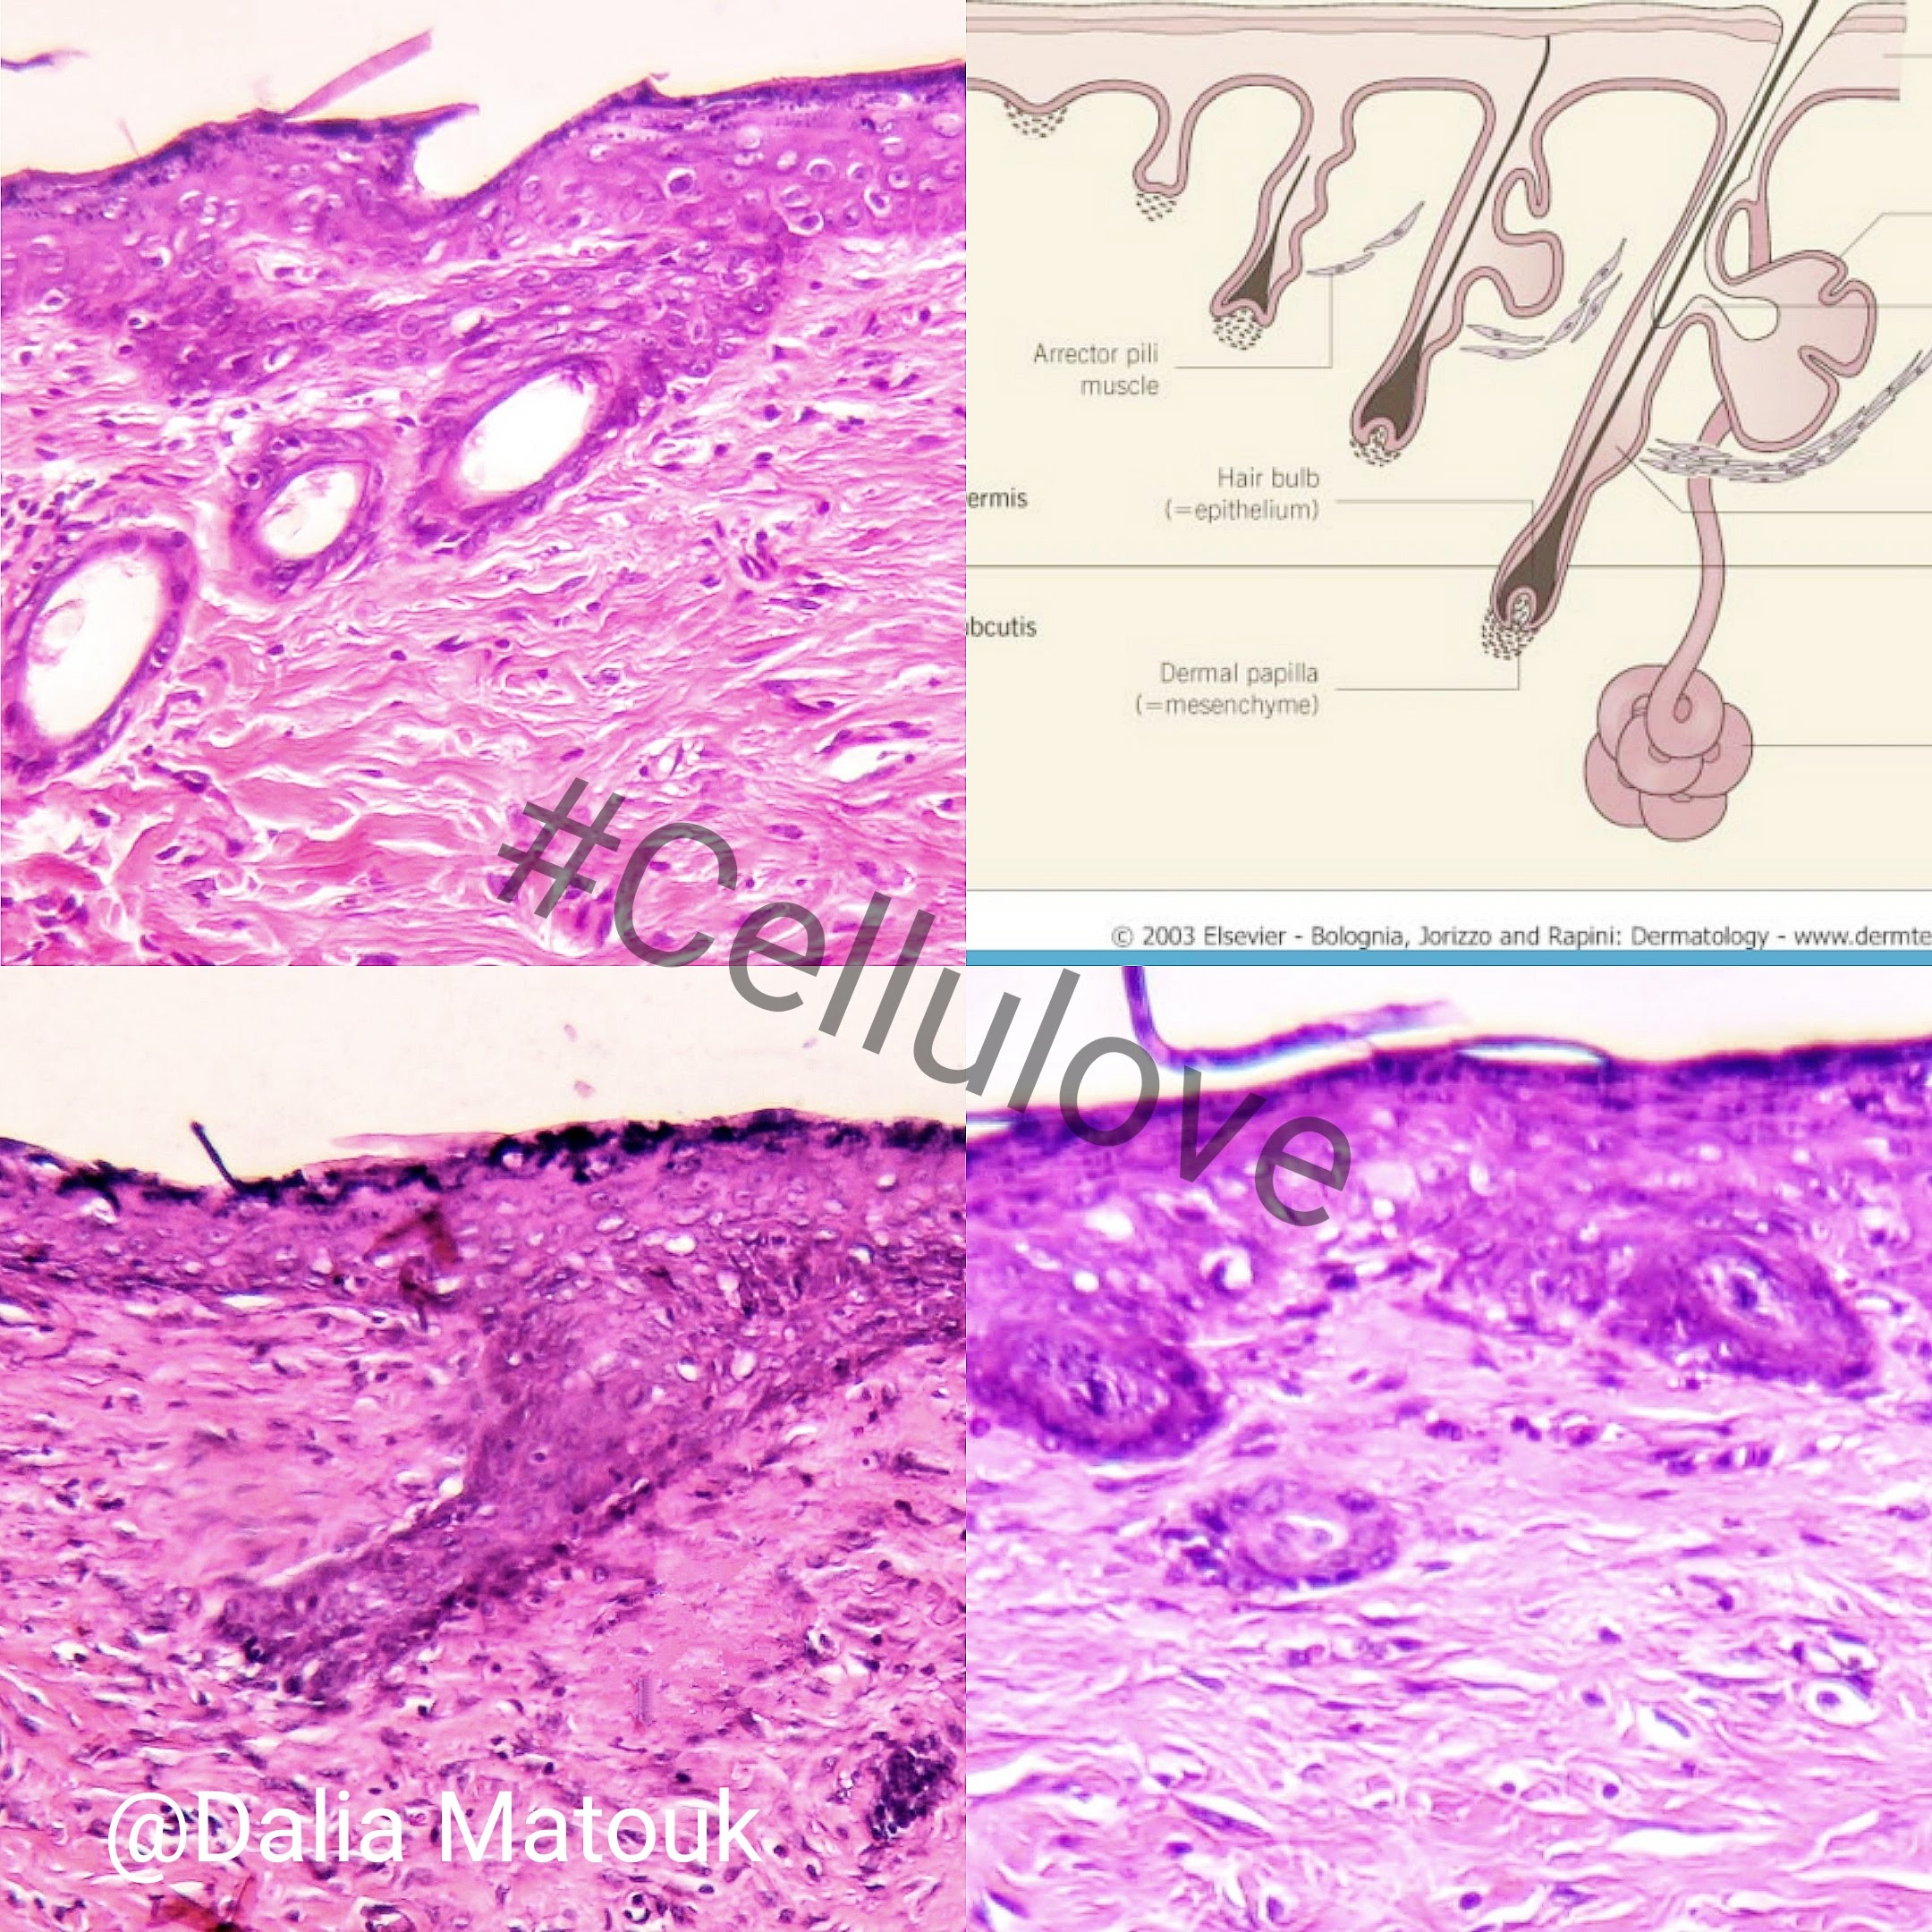 Arrector pili
muscle
Hair bulb
(=epithelium)
ermis
bcutis
Dermal papilla
(=mesenchyme)
© 2003 Elsevier - Bolognia, Jorizzo and Rapini: Dermatology - www.dermte
#Cellulove
@Dalia Matouk